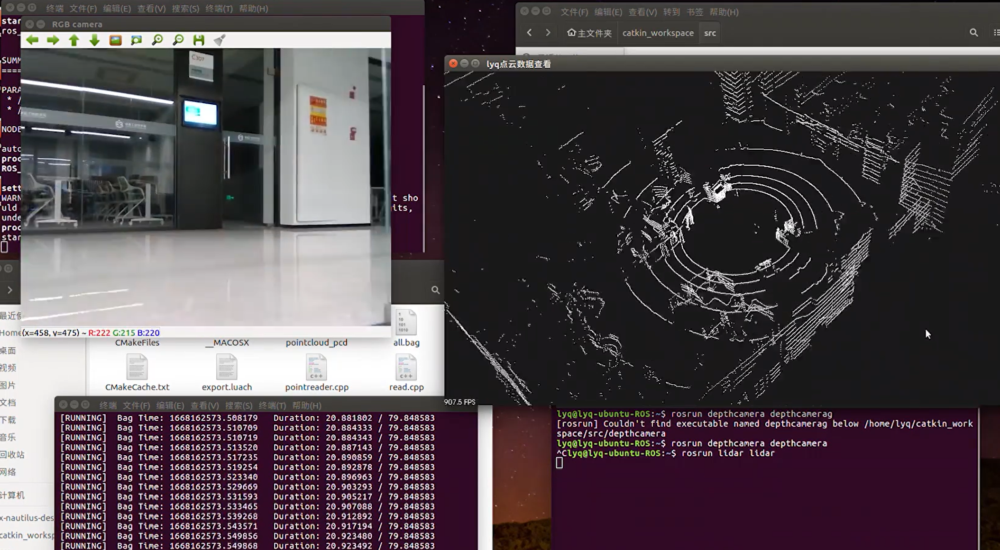 终端 文件(F) 编辑(E) 查看(V) 搜索(S) 终端(T) 帮助(H)
star
ros_
SUMM
====
PARA
* /
* /
NODE
auto
proc
ROS_
sett
WARN
t sho
uld
its,
unde
proc
star
RGB camera
C307
(x=458, y=475) ~ R:222 G:215 B:220
文件(F) 编辑(E) 查看(V) 转到 书签 帮助(H)
主文件夹 catkin_workspace src
lyq点云数据查看
907.5 FPS
最近使
Home
桌面
视频
图片
文档
下载
音乐
回收站
网络
计算机
x-nautilus-des
catkin_worksp
1
10
101
1010
CMakeFiles __MACOSX pointcloud_pcd all.bag
C++ C++
CMakeCache.txt export.luach pointreader.cpp read.cpp
终端 文件(F) 编辑(E) 查看(V) 搜索(S) 终端(T) 帮助(H)
[RUNNING] Bag Time: 1668162573.508179 Duration: 20.881802 / 79.848583
[RUNNING] Bag Time: 1668162573.510709 Duration: 20.884333 / 79.848583
[RUNNING] Bag Time: 1668162573.510719 Duration: 20.884343 / 79.848583
[RUNNING] Bag Time: 1668162573.513520 Duration: 20.887143 / 79.848583
[RUNNING] Bag Time: 1668162573.517235 Duration: 20.890859 / 79.848583
[RUNNING] Bag Time: 1668162573.519254 Duration: 20.892878 / 79.848583
[RUNNING] Bag Time: 1668162573.523340 Duration: 20.896963 / 79.848583
[RUNNING] Bag Time: 1668162573.529669 Duration: 20.903293 / 79.848583
[RUNNING] Bag Time: 1668162573.531593 Duration: 20.905217 / 79.848583
[RUNNING] Bag Time: 1668162573.533465 Duration: 20.907088 / 79.848583
[RUNNING] Bag Time: 1668162573.539268 Duration: 20.912892 / 79.848583
[RUNNING] Bag Time: 1668162573.543571 Duration: 20.917194 / 79.848583
[RUNNING] Bag Time: 1668162573.549856 Duration: 20.923480 / 79.848583
[RUNNING] Bag Time: 1668162573.549868 Duration: 20.923492 / 79.848583
lyq@lyq-ubuntu-ROS:~$ rosrun depthcamera depthcamerag
[rosrun] Couldn't find executable named depthcamerag below /home/lyq/catkin_work
space/src/depthcamera
lyq@lyq-ubuntu-ROS:~$ rosrun depthcamera depthcamera
^Clyq@lyq-ubuntu-ROS:~$ rosrun lidar lidar